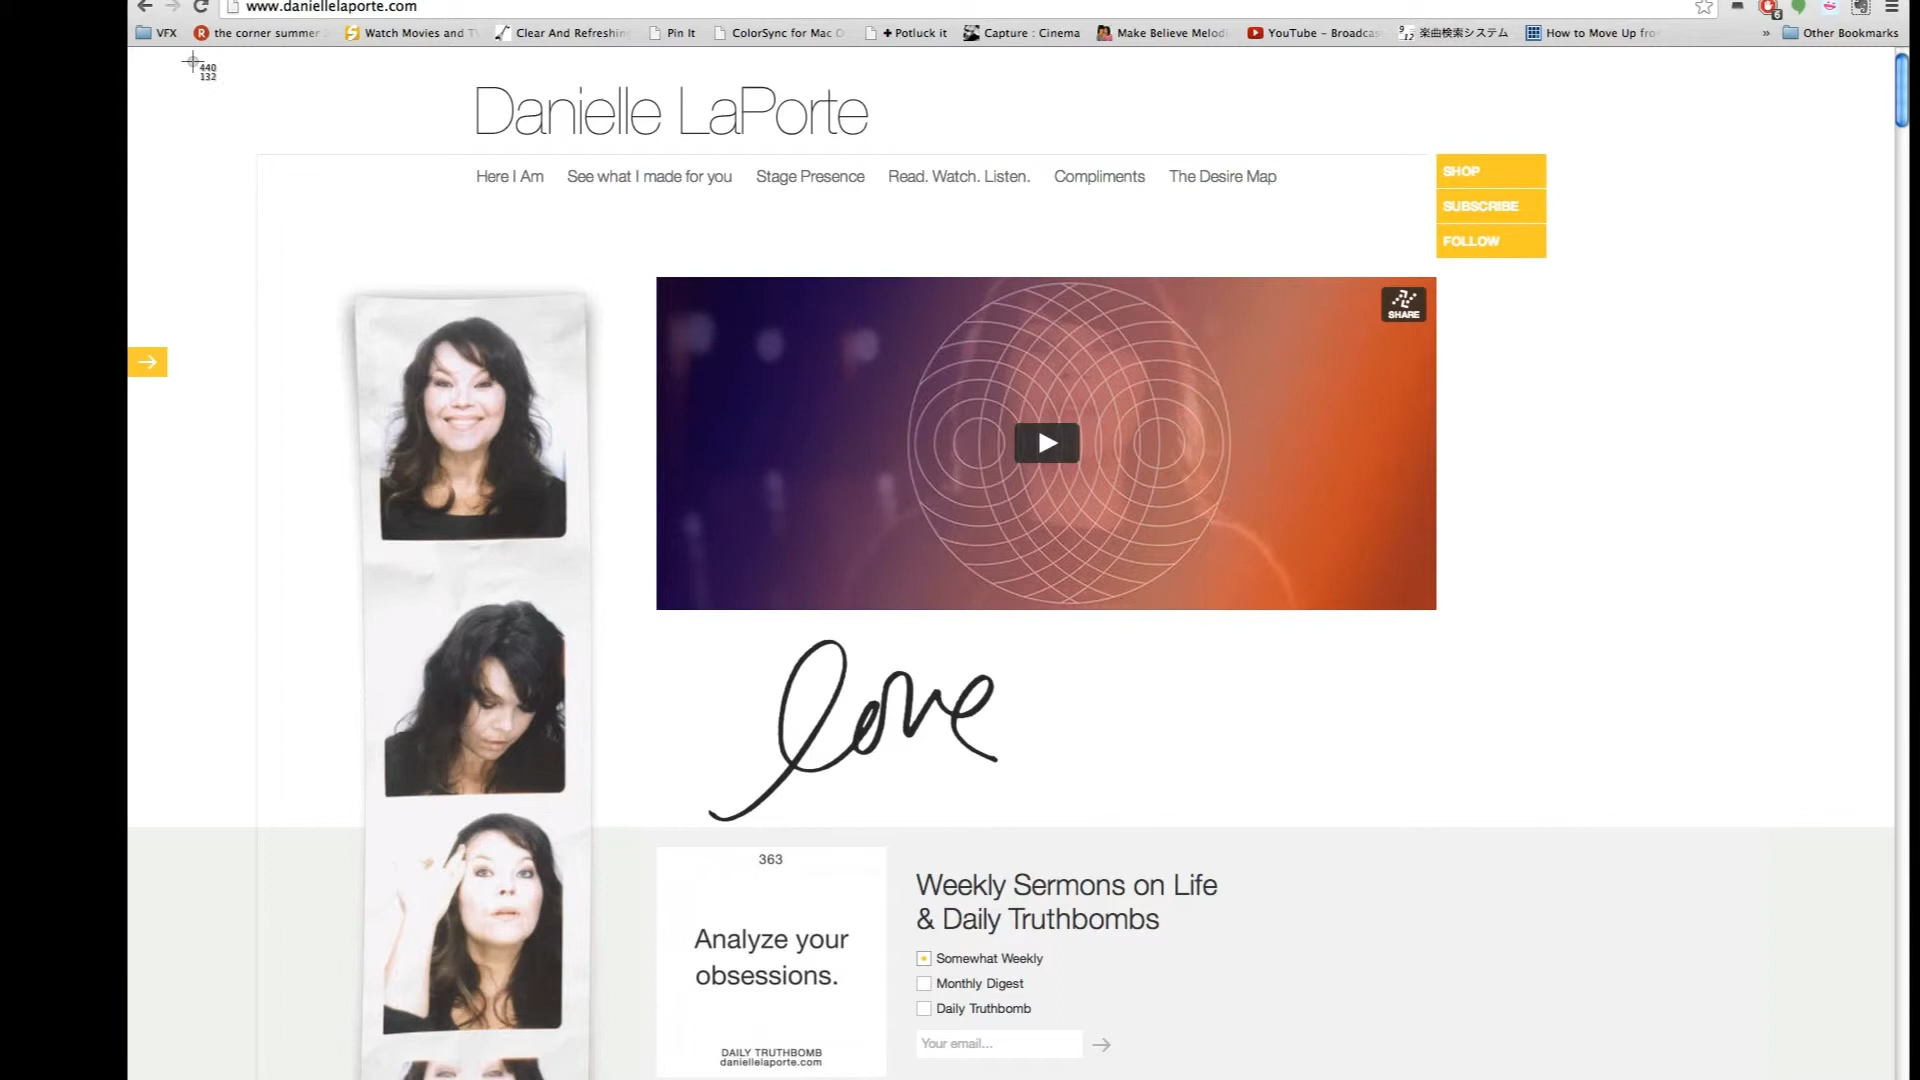 www.daniellelaporte.com
VFX
the corner summer
Watch Movies and T
Clear And Refreshin
Pin It
ColorSync for Mac O
+ Potluck it
Capture : Cinema
Make Believe Melod
YouTube - Broadcas
楽曲検索システム
How to Move Up fro
»
Other Bookmarks
440
132
Danielle LaPorte
Here I Am
See what I made for you
Stage Presence
Read. Watch. Listen.
Compliments
The Desire Map
SHOP
SUBSCRIBE
FOLLOW
SHARE
love
363
Analyze your
obsessions.
DAILY TRUTHBOMB
daniellelaporte.com
Weekly Sermons on Life
& Daily Truthbombs
Somewhat Weekly
Monthly Digest
Daily Truthbomb
Your email...